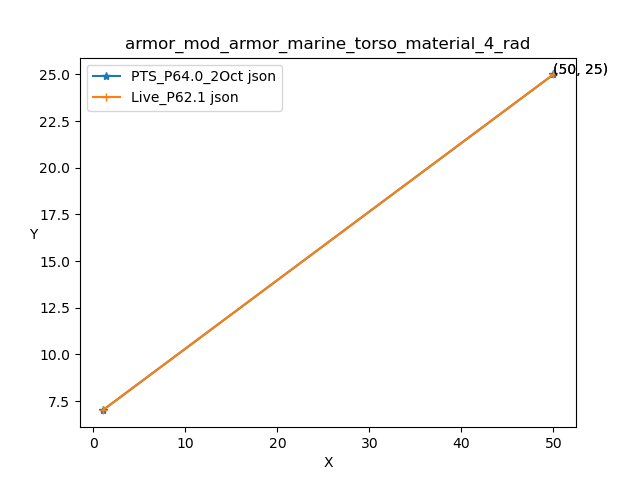 armor_mod_armor_marine_torso_material_4_rad
PTS_P64.0_2Oct json
Live_P62.1 json
(50, 25)
25.0
22.5
20.0
17.5
15.0
12.5
10.0
7.5
Y
0 10 20 30 40 50
X